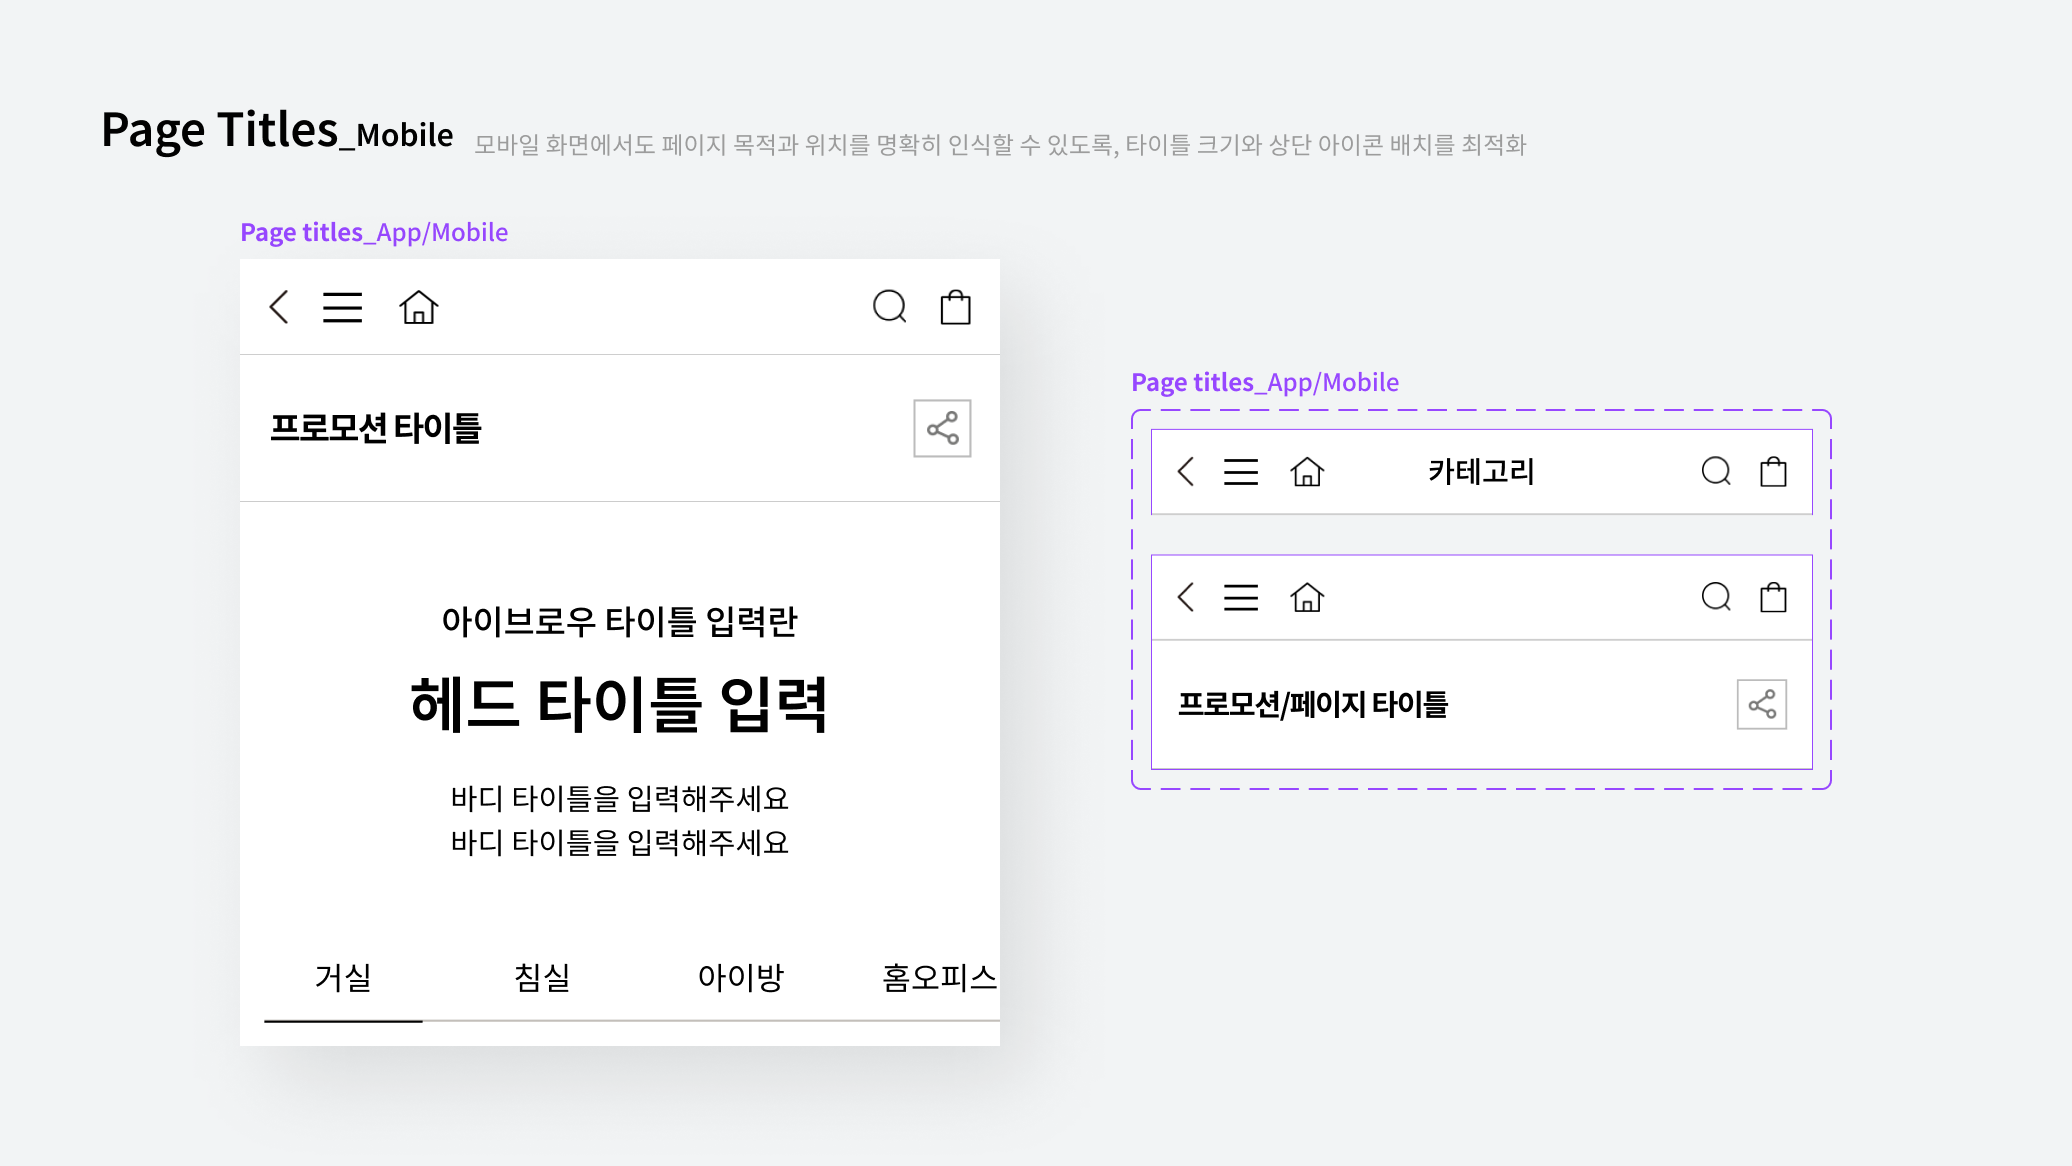 Page Titles_Mobile 모바일 화면에서도 페이지 목적과 위치를 명확히 인식할 수 있도록, 타이틀 크기와 상단 아이콘 배치를 최적화
Page titles_App/Mobile
프로모션 타이틀
아이브로우 타이틀 입력란
헤드 타이틀 입력
바디 타이틀을 입력해주세요
바디 타이틀을 입력해주세요
거실 침실 아이방 홈오피스
Page titles_App/Mobile
카테고리
프로모션/페이지 타이틀